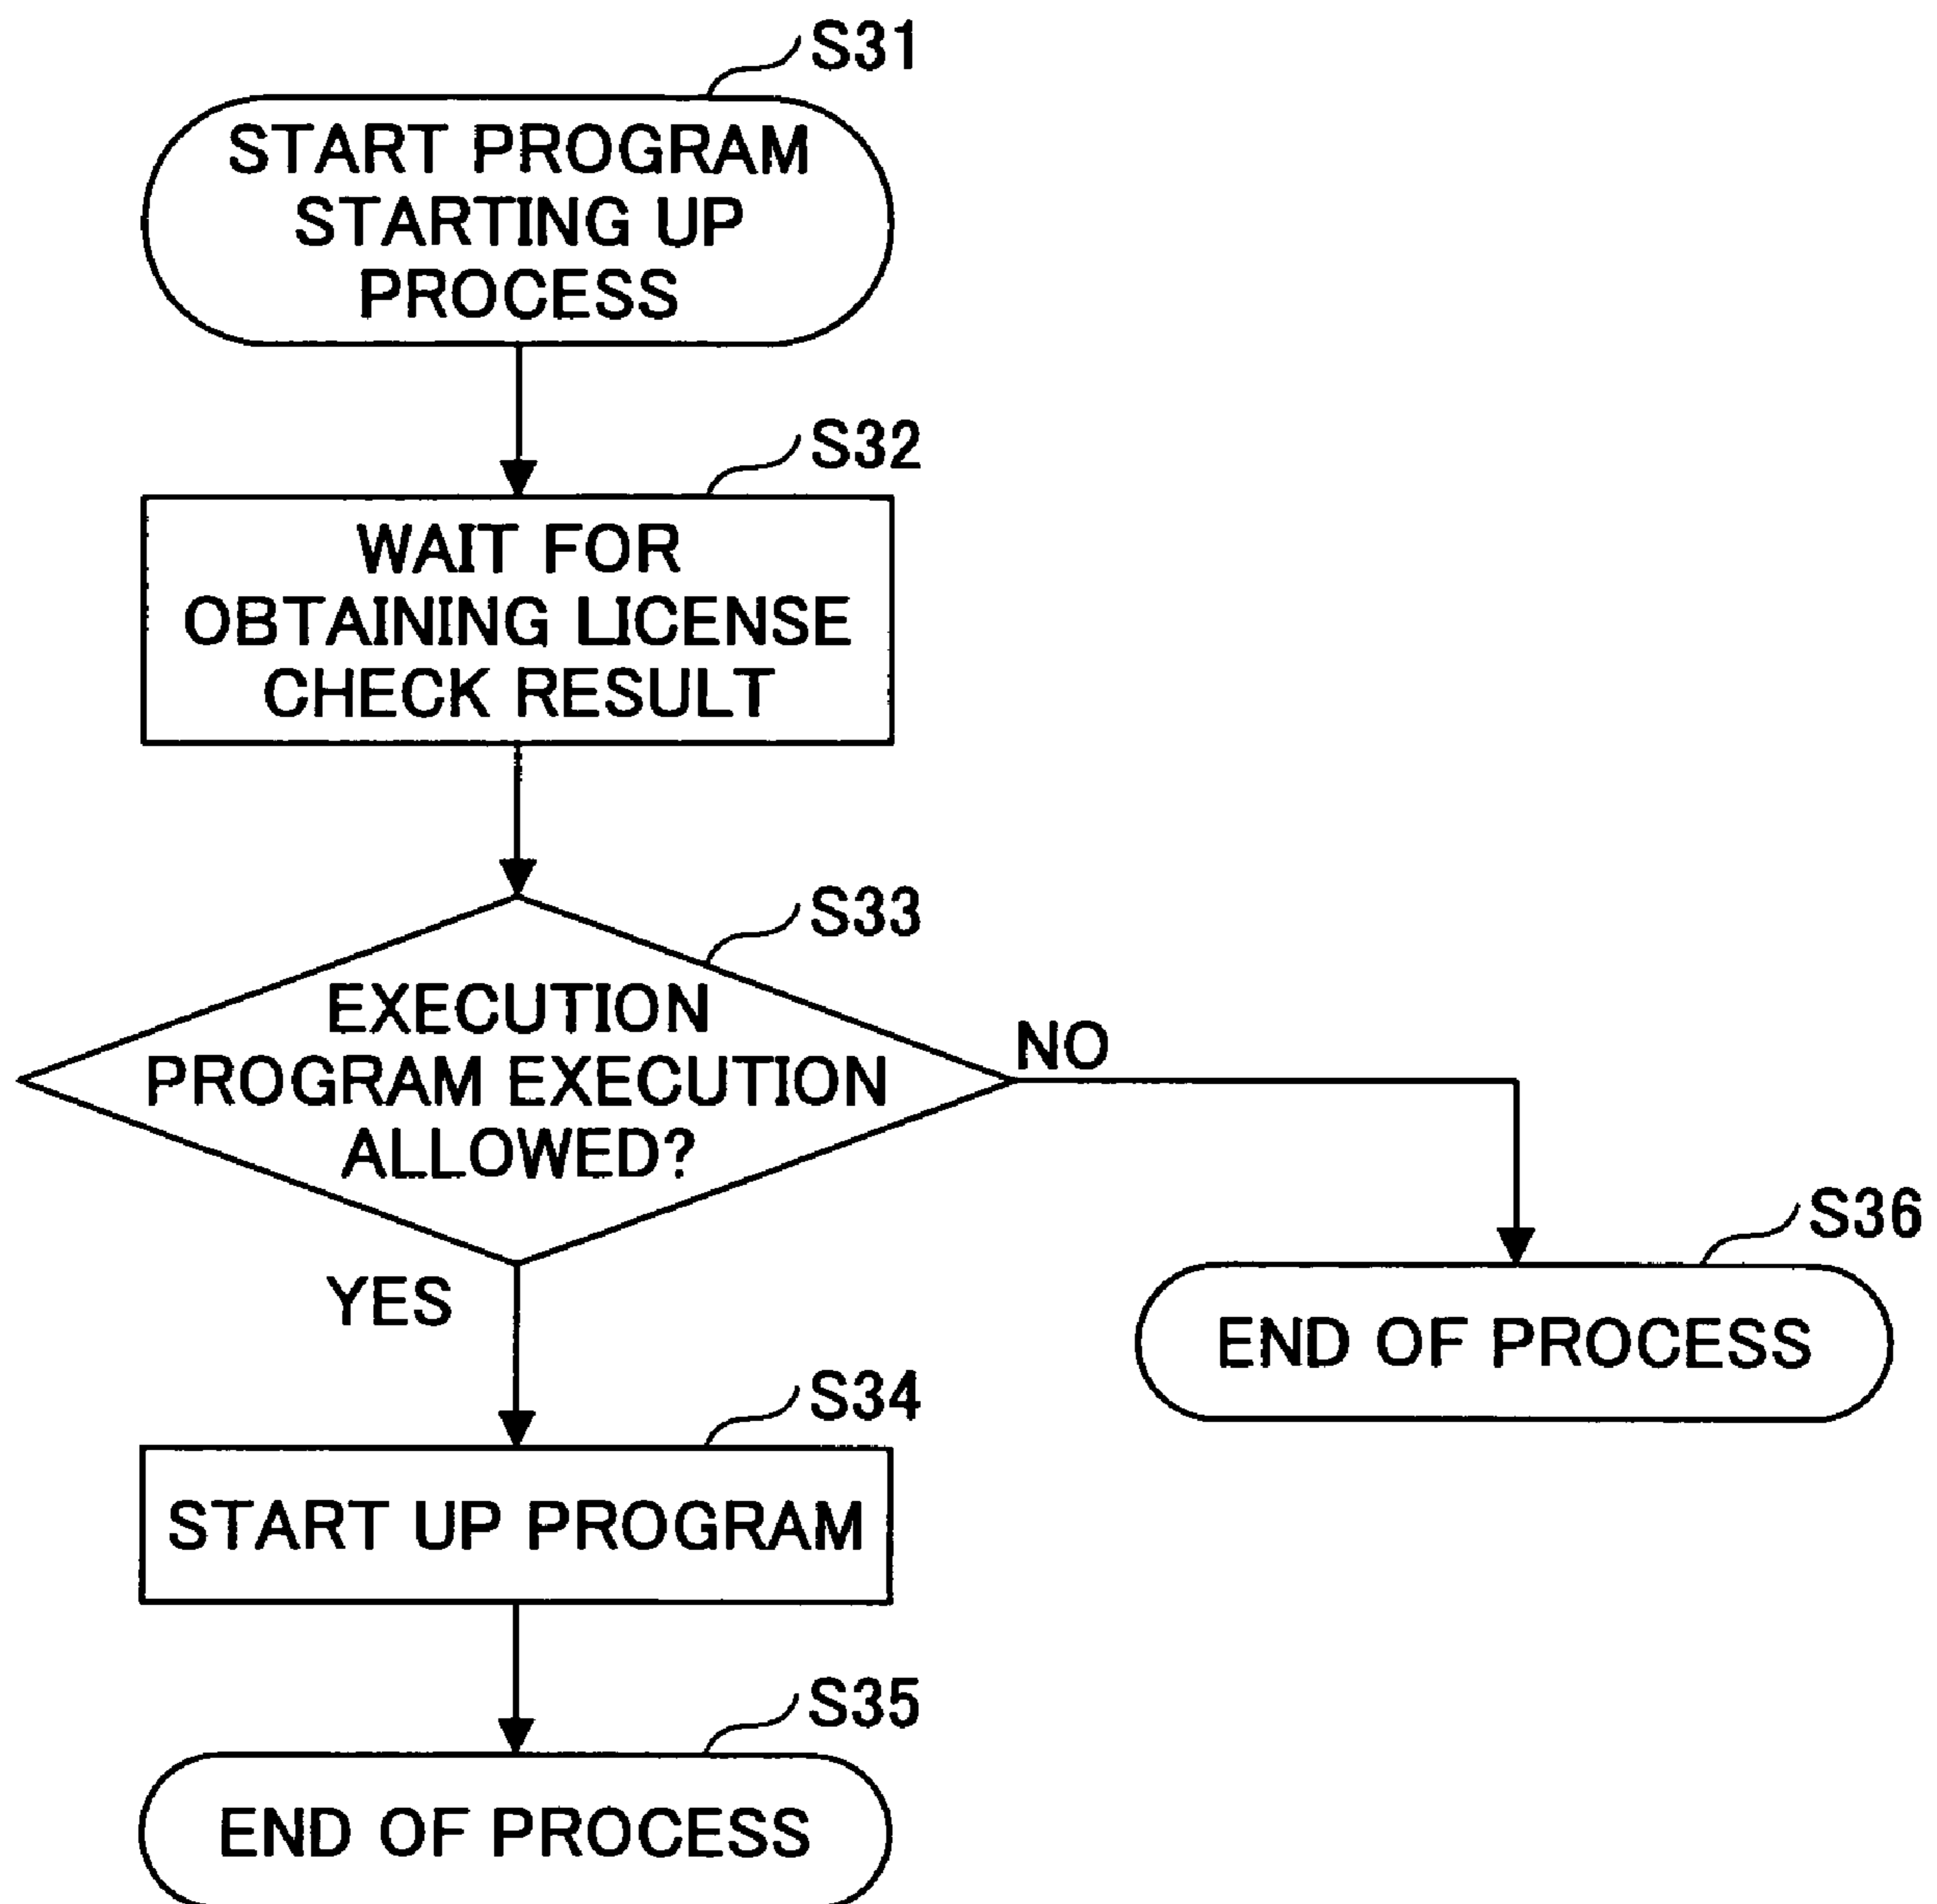 S31
START PROGRAM
STARTING UP
PROCESS
S32
WAIT FOR
OBTAINING LICENSE
CHECK RESULT
S33
EXECUTION
PROGRAM EXECUTION
ALLOWED?
NO
YES
S36
END OF PROCESS
S34
START UP PROGRAM
S35
END OF PROCESS